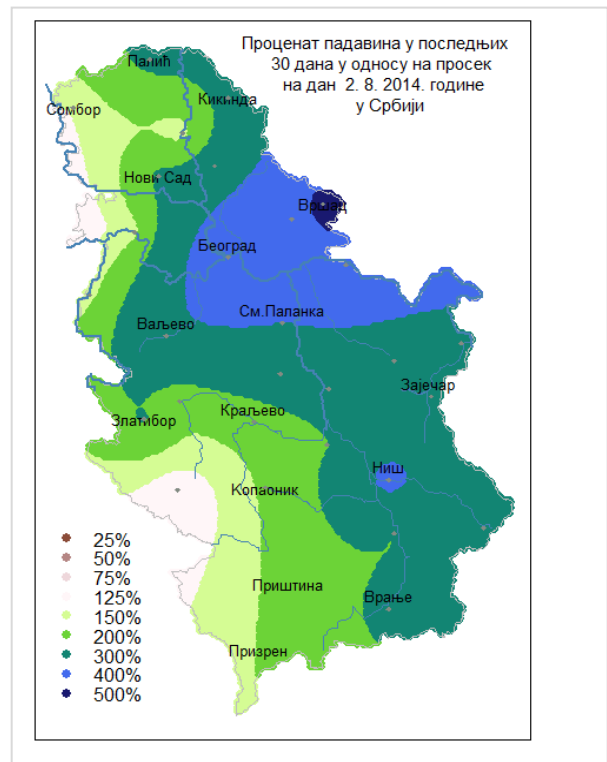 Проценат падавина у последњих
30 дана у односу на просек
на дан 2. 8. 2014. године
у Србији
Палић
Кикинда
Сомбор
Нови Сад
Вршац
Београд
См.Паланка
Ваљево
Зајечар
Златибор
Краљево
Ниш
Копаоник
Приштина
Врање
Призрен
25%
50%
75%
125%
150%
200%
300%
400%
500%